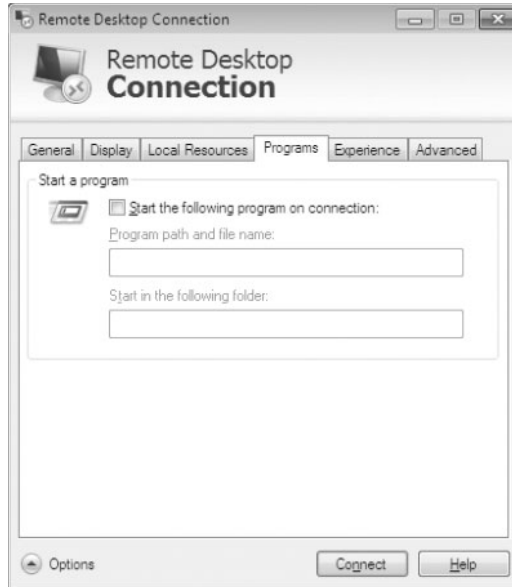 Remote Desktop Connection
Remote Desktop
Connection
General Display Local Resources Programs Experience Advanced
Start a program
Start the following program on connection:
Program path and file name:
Start in the following folder:
Options Connect Help